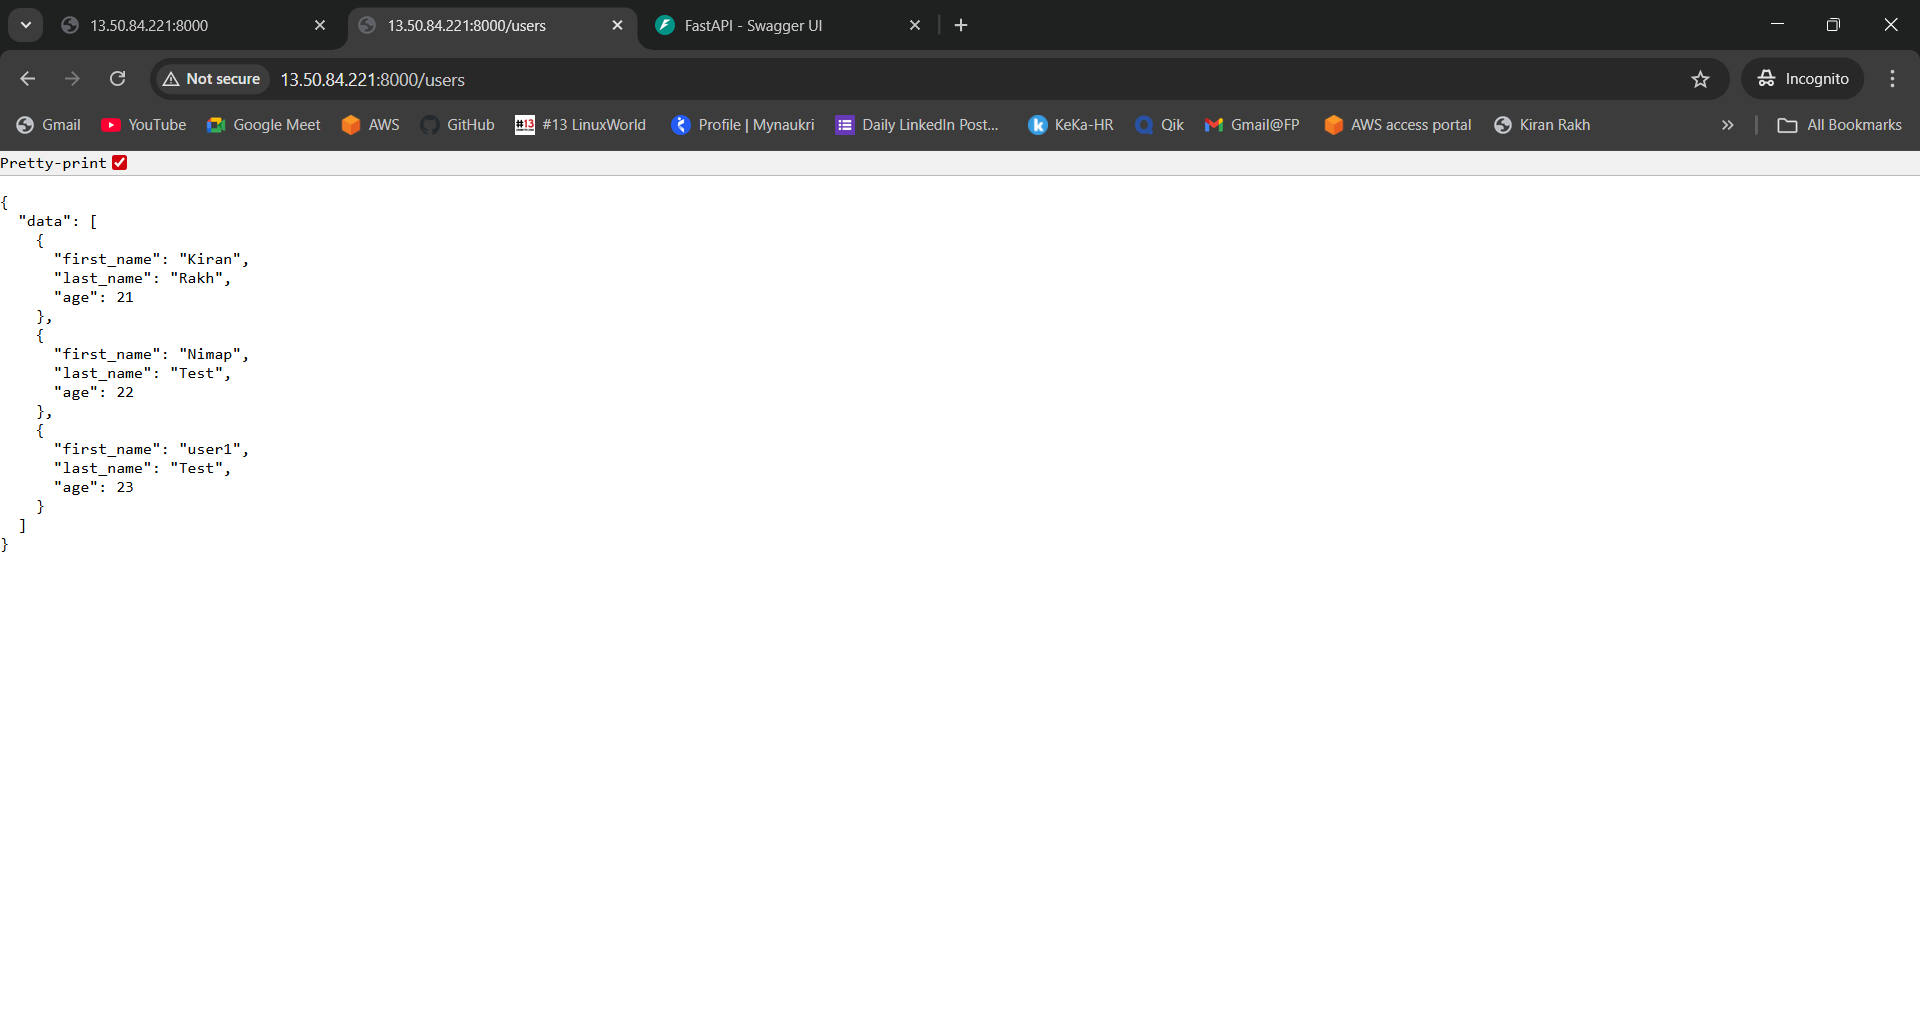 13.50.84.221:8000
13.50.84.221:8000/users
FastAPI - Swagger UI
Not secure
13.50.84.221:8000/users
Incognito
Gmail
YouTube
Google Meet
AWS
GitHub
#13
#13 LinuxWorld
Profile | Mynaukri
Daily LinkedIn Post...
k
KeKa-HR
Qik
Gmail@FP
AWS access portal
Kiran Rakh
»
All Bookmarks
Pretty-print
{
  "data": [
    {
      "first_name": "Kiran",
      "last_name": "Rakh",
      "age": 21
    },
    {
      "first_name": "Nimap",
      "last_name": "Test",
      "age": 22
    },
    {
      "first_name": "user1",
      "last_name": "Test",
      "age": 23
    }
  ]
}